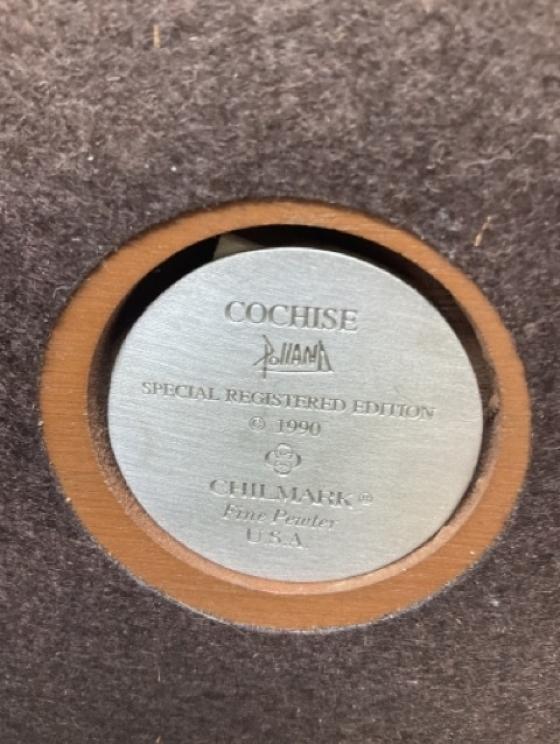 COCHISE
Polland
SPECIAL REGISTERED EDITION
© 1990
CHILMARK®
Fine Pewter
U.S.A.